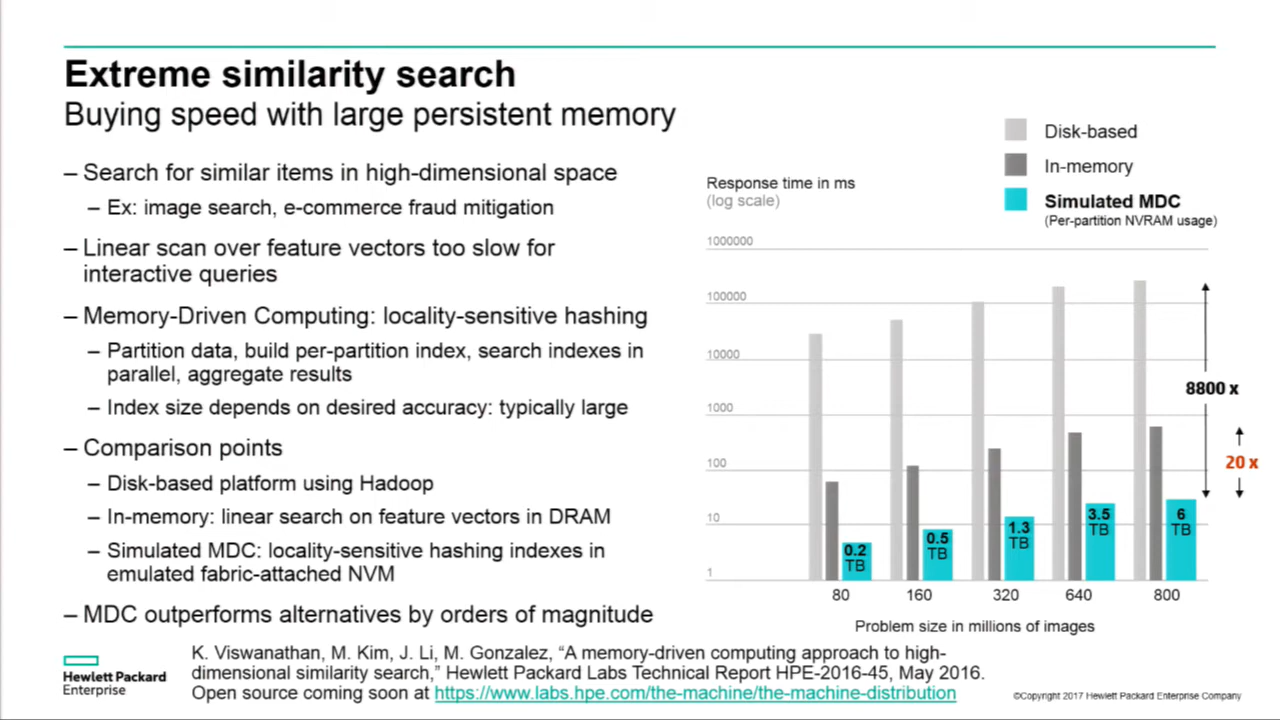 Extreme similarity search
Buying speed with large persistent memory
– Search for similar items in high-dimensional space
– Ex: image search, e-commerce fraud mitigation
– Linear scan over feature vectors too slow for
interactive queries
– Memory-Driven Computing: locality-sensitive hashing
– Partition data, build per-partition index, search indexes in
parallel, aggregate results
– Index size depends on desired accuracy: typically large
– Comparison points
– Disk-based platform using Hadoop
– In-memory: linear search on feature vectors in DRAM
– Simulated MDC: locality-sensitive hashing indexes in
emulated fabric-attached NVM
– MDC outperforms alternatives by orders of magnitude
Disk-based
In-memory
Simulated MDC
(Per-partition NVRAM usage)
Response time in ms
(log scale)
1000000
100000
10000
1000
100
10
1
8800 x
20 x
0.2
TB
0.5
TB
1.3
TB
3.5
TB
6
TB
80
160
320
640
800
Problem size in millions of images
K. Viswanathan, M. Kim, J. Li, M. Gonzalez, “A memory-driven computing approach to high-
dimensional similarity search,” Hewlett Packard Labs Technical Report HPE-2016-45, May 2016.
Open source coming soon at https://www.labs.hpe.com/the-machine/the-machine-distribution
Hewlett Packard
Enterprise
©Copyright 2017 Hewlett Packard Enterprise Company